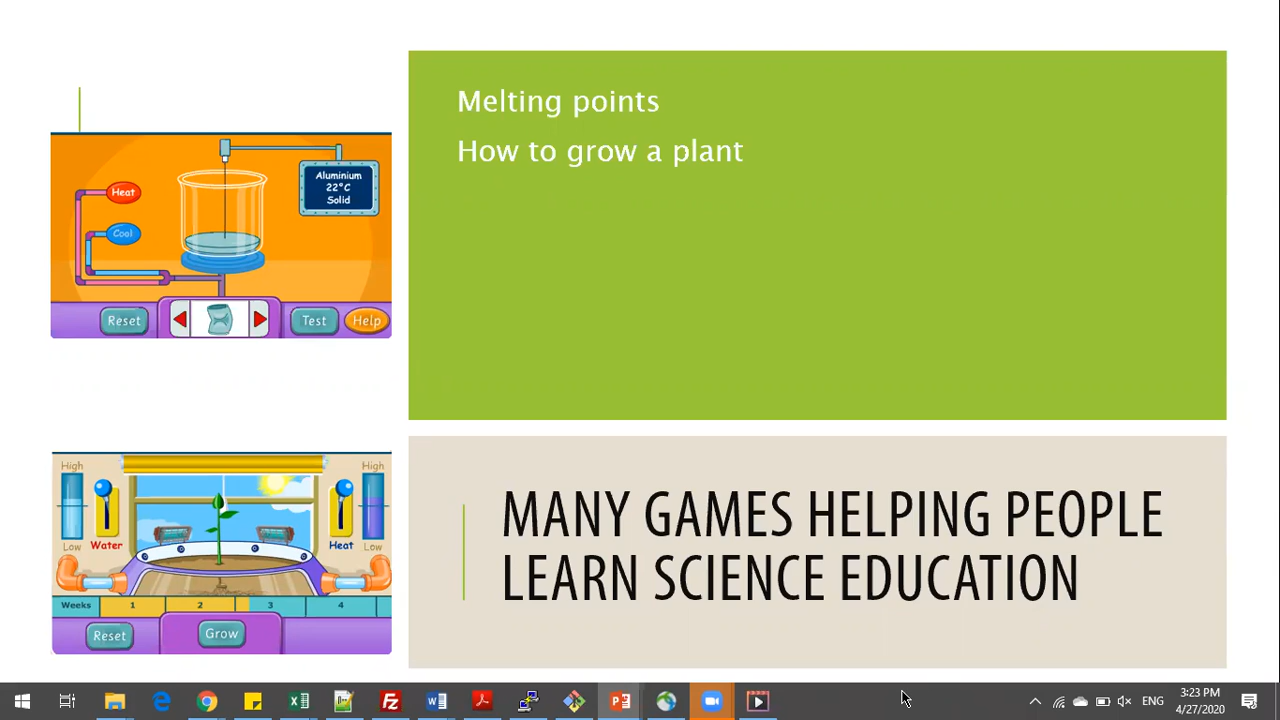 Melting points
How to grow a plant
Aluminium
22°C
Solid
Heat
Cool
Reset
Test
Help
MANY GAMES HELPING PEOPLE
LEARN SCIENCE EDUCATION
High
High
Low
Water
Heat
Low
Weeks 1 2 3 4
Reset
Grow
ENG
3:23 PM
4/27/2020